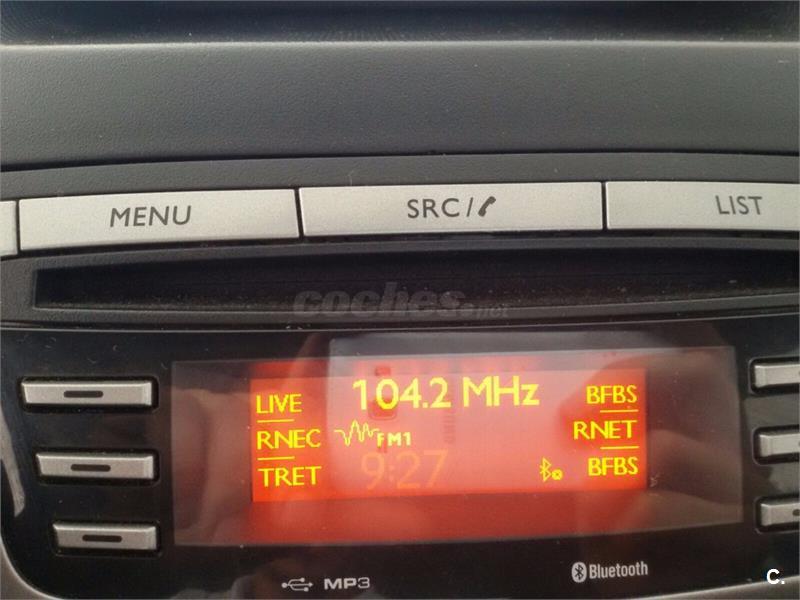 MENU SRC/ LIST
coches.net
LIVE 104.2 MHz BFBS
RNEC FM1 RNET
TRET 9:27 BFBS
MP3 Bluetooth
C.